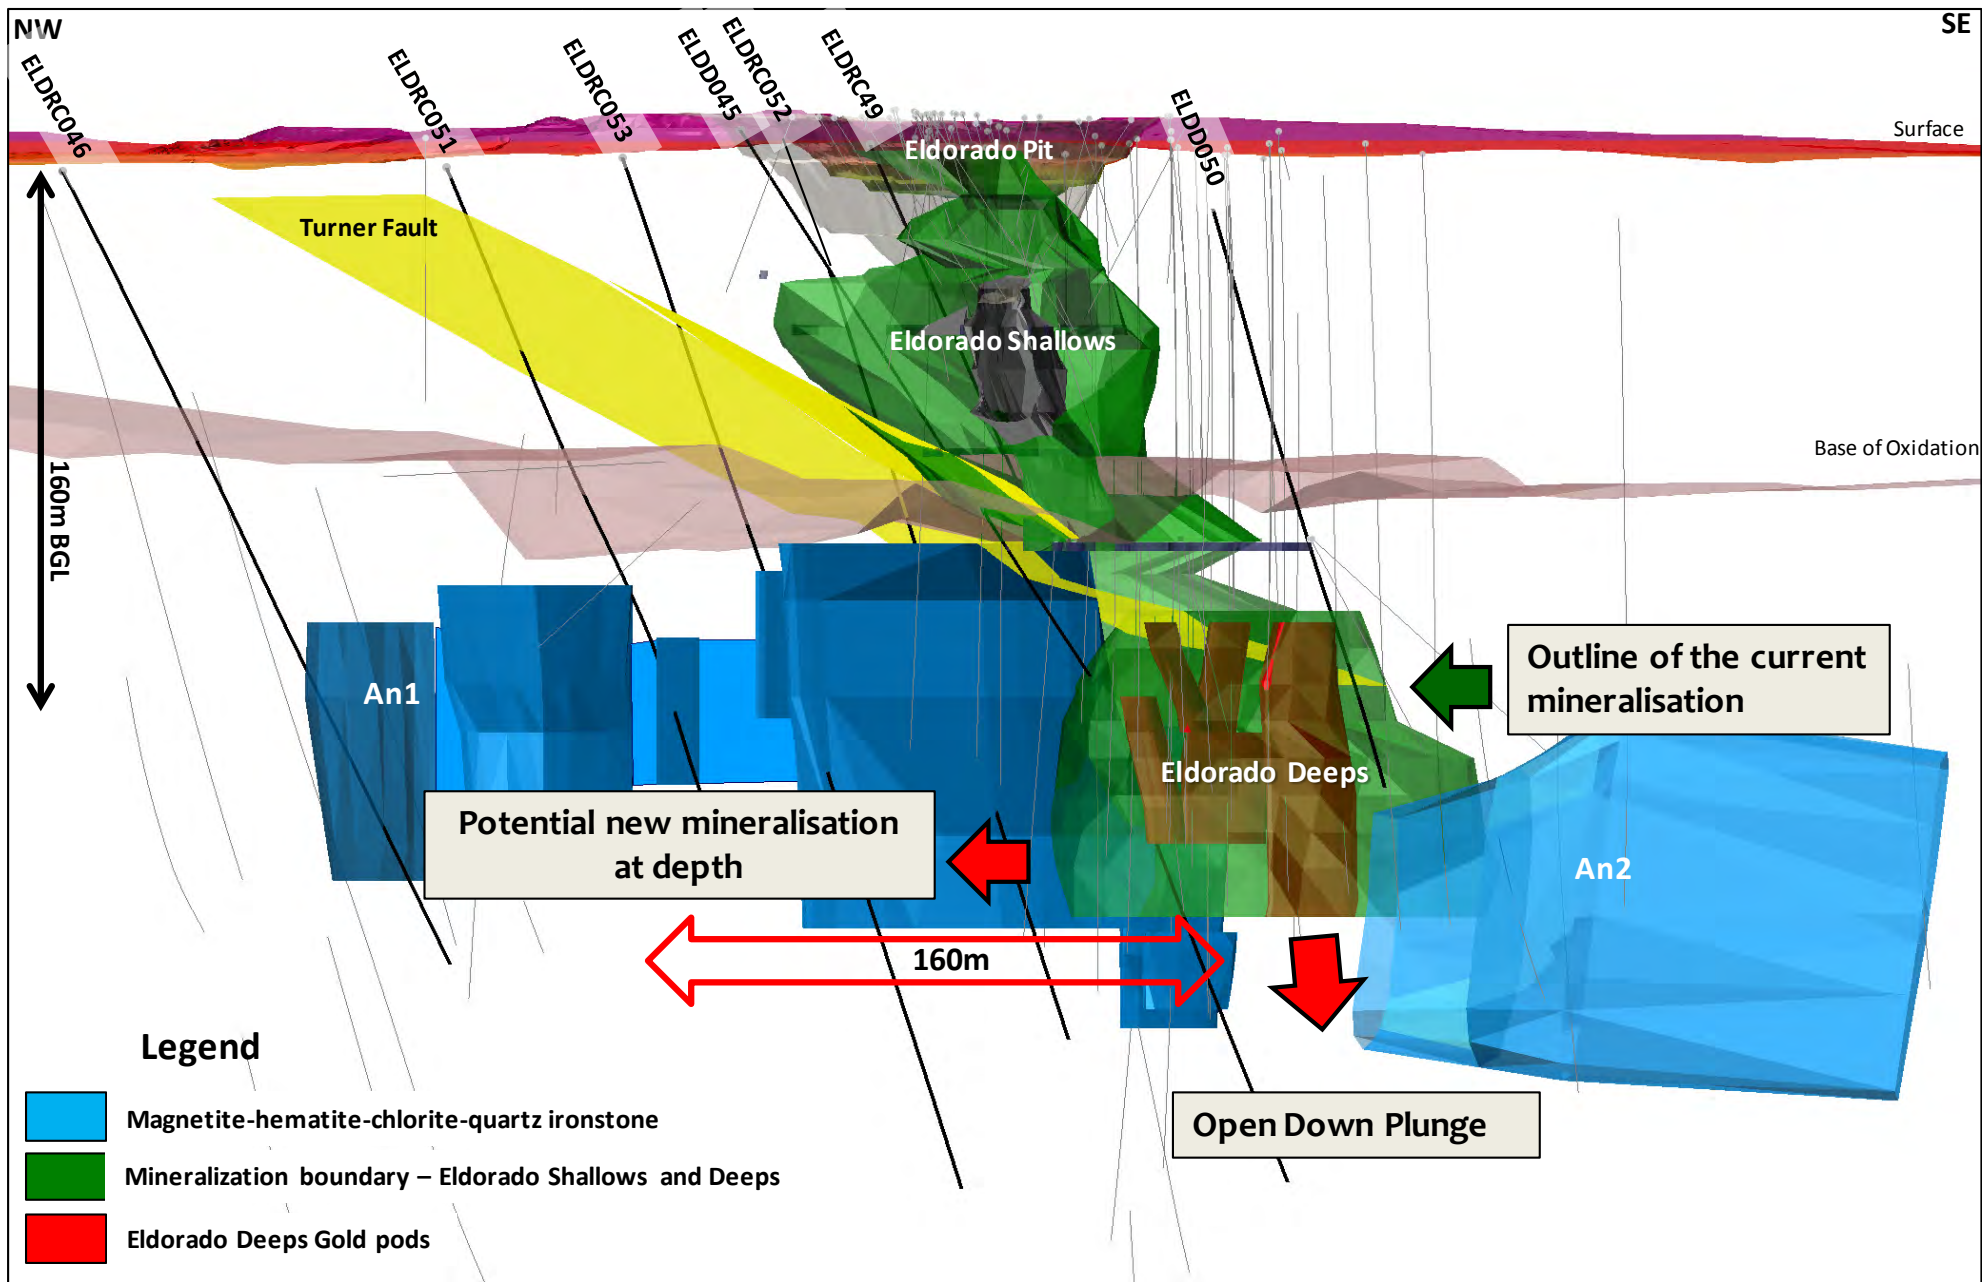 NW
SE
ELDRC046
ELDRC051
ELDRC053
ELDD045
ELDRC052
ELDRC49
ELDD050
Surface
Eldorado Pit
Turner Fault
Eldorado Shallows
Base of Oxidation
160m BGL
Outline of the current
mineralisation
An1
Eldorado Deeps
Potential new mineralisation
at depth
An2
160m
Open Down Plunge
Legend
Magnetite-hematite-chlorite-quartz ironstone
Mineralization boundary – Eldorado Shallows and Deeps
Eldorado Deeps Gold pods